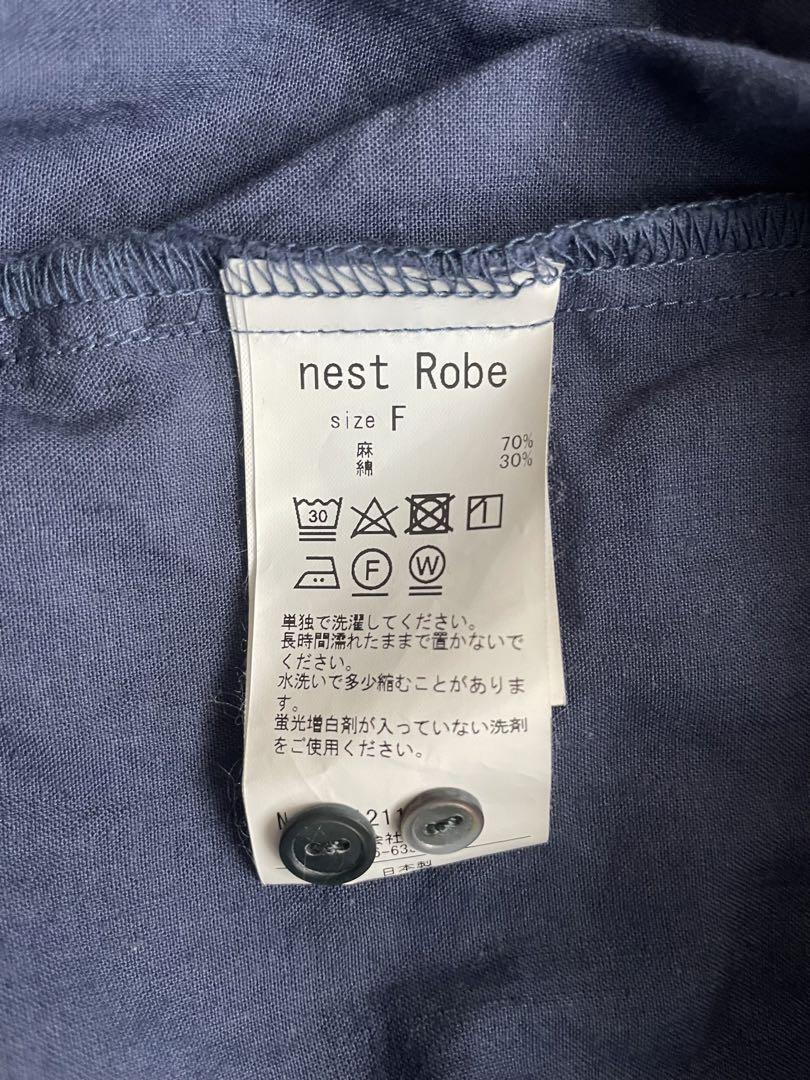 nest Robe
size F
麻 70%
綿 30%
30
F W
単独で洗濯してください。
長時間濡れたままで置かないで
ください。
水洗いで多少縮むことがありま
す。
蛍光増白剤が入っていない洗剤
をご使用ください。
日本製